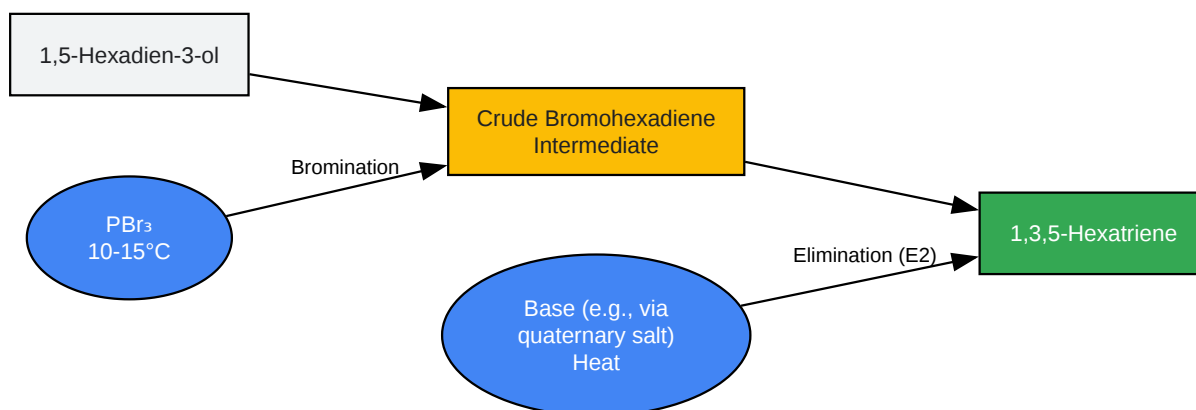 1,5-Hexadien-3-ol
Crude Bromohexadiene
Intermediate
Bromination
PBr₃
10-15°C
1,3,5-Hexatriene
Elimination (E2)
Base (e.g., via
quaternary salt)
Heat